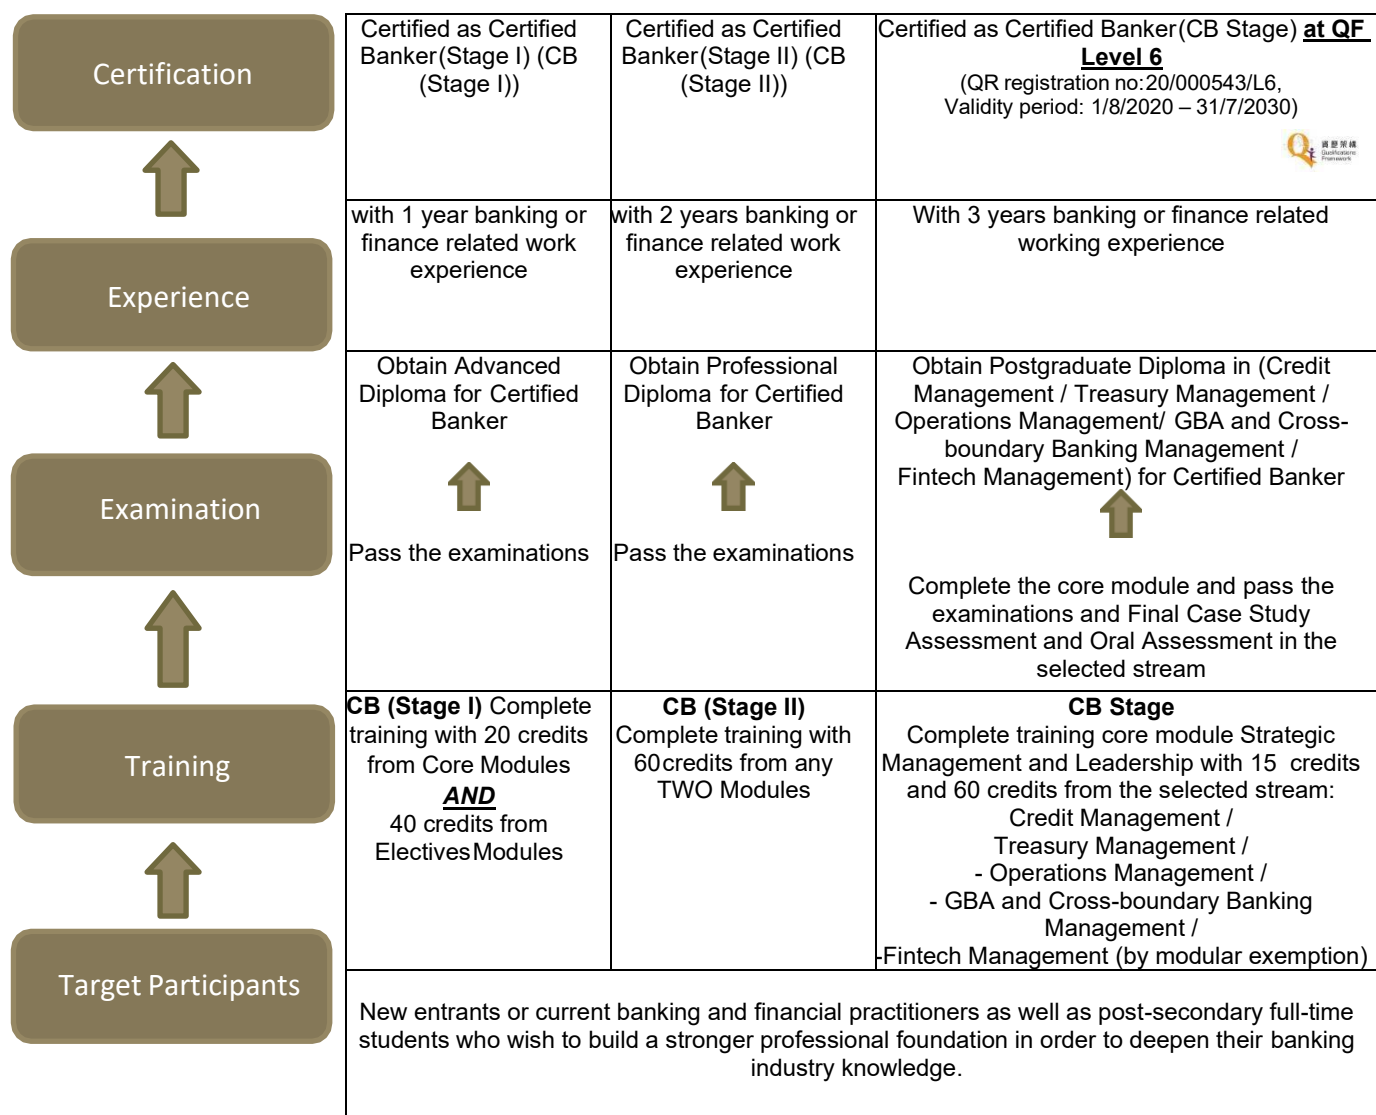 Certification
Certified as Certified
Banker(Stage I) (CB
(Stage I))
Certified as Certified
Banker(Stage II) (CB
(Stage II))
Certified as Certified Banker(CB Stage) at QF
Level 6
(QR registration no:20/000543/L6,
Validity period: 1/8/2020 – 31/7/2030)
資歷架構
Qualifications
Framework
Experience
with 1 year banking or
finance related work
experience
with 2 years banking or
finance related work
experience
With 3 years banking or finance related
working experience
Examination
Obtain Advanced
Diploma for Certified
Banker
Pass the examinations
Obtain Professional
Diploma for Certified
Banker
Pass the examinations
Obtain Postgraduate Diploma in (Credit
Management / Treasury Management /
Operations Management/ GBA and Cross-
boundary Banking Management /
Fintech Management) for Certified Banker
Complete the core module and pass the
examinations and Final Case Study
Assessment and Oral Assessment in the
selected stream
Training
CB (Stage I) Complete
training with 20 credits
from Core Modules
AND
40 credits from
Electives Modules
CB (Stage II)
Complete training with
60credits from any
TWO Modules
CB Stage
Complete training core module Strategic
Management and Leadership with 15 credits
and 60 credits from the selected stream:
Credit Management /
Treasury Management /
- Operations Management /
- GBA and Cross-boundary Banking
Management /
-Fintech Management (by modular exemption)
Target Participants
New entrants or current banking and financial practitioners as well as post-secondary full-time
students who wish to build a stronger professional foundation in order to deepen their banking
industry knowledge.